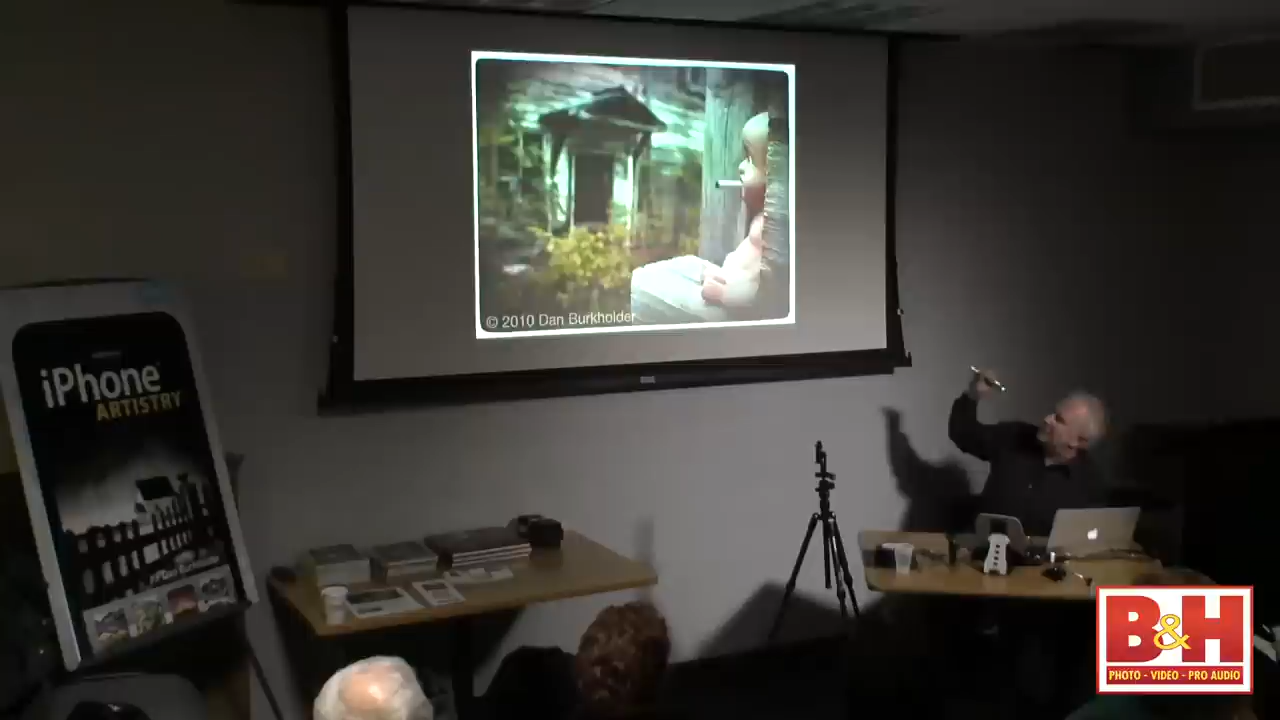 © 2010 Dan Burkholder
iPhone
ARTISTRY
B&H
PHOTO - VIDEO - PRO AUDIO